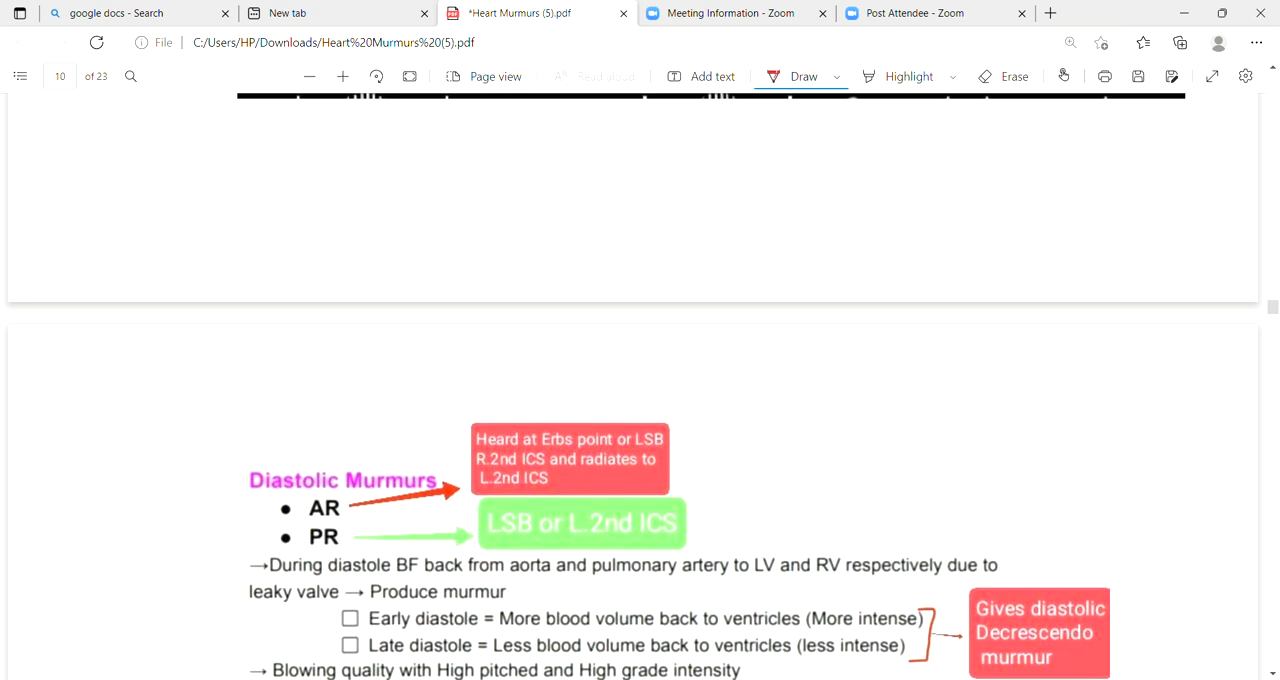 google docs - Search
New tab
*Heart Murmurs (5).pdf
Meeting Information - Zoom
Post Attendee - Zoom
File
C:/Users/HP/Downloads/Heart%20Murmurs%20(5).pdf
10 of 23
Page view
Read aloud
Add text
Draw
Highlight
Erase
Heard at Erbs point or LSB
R.2nd ICS and radiates to
L.2nd ICS
Diastolic Murmurs
● AR
● PR
LSB or L.2nd ICS
→During diastole BF back from aorta and pulmonary artery to LV and RV respectively due to
leaky valve → Produce murmur
☐ Early diastole = More blood volume back to ventricles (More intense)
☐ Late diastole = Less blood volume back to ventricles (less intense)
Gives diastolic
Decrescendo
murmur
→ Blowing quality with High pitched and High grade intensity